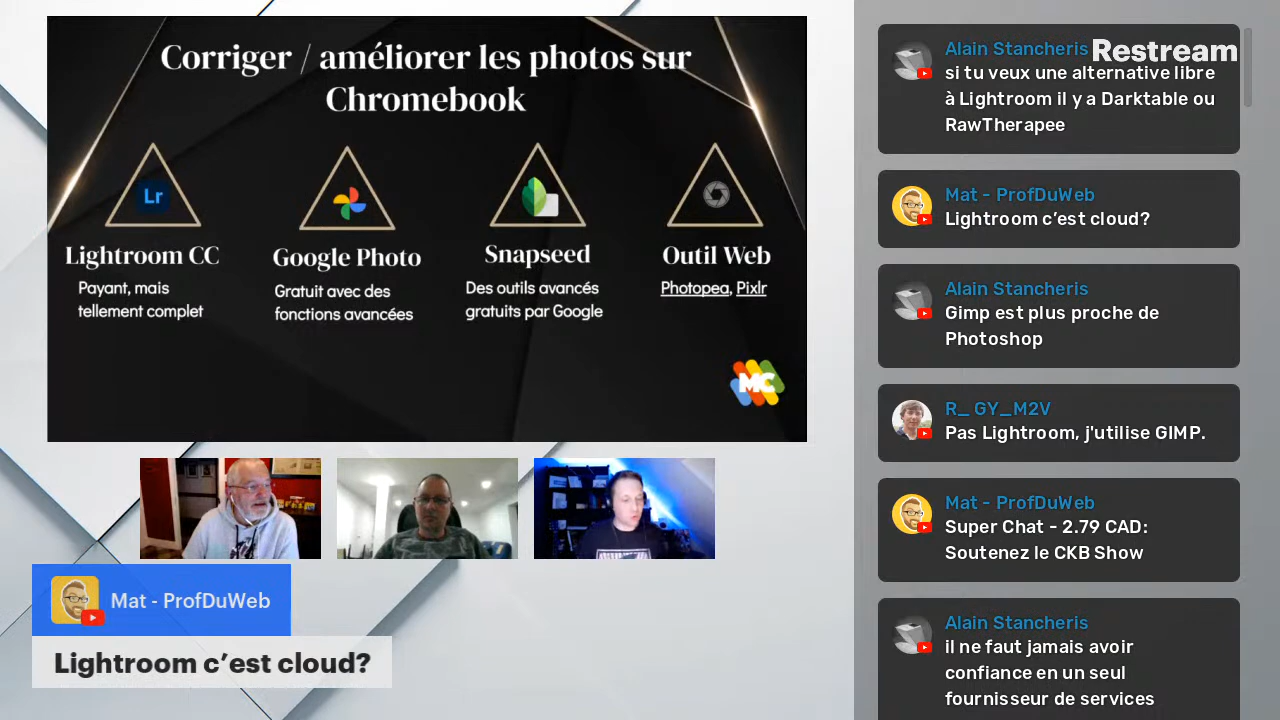 Corriger / améliorer les photos sur
Chromebook
Lr
Lightroom CC
Payant, mais
tellement complet
Google Photo
Gratuit avec des
fonctions avancées
Snapseed
Des outils avancés
gratuits par Google
Outil Web
Photopea, Pixlr
MC
Mat - ProfDuWeb
Lightroom c’est cloud?
Restream
Alain Stancheris
si tu veux une alternative libre
à Lightroom il y a Darktable ou
RawTherapee
Mat - ProfDuWeb
Lightroom c’est cloud?
Alain Stancheris
Gimp est plus proche de
Photoshop
R_ GY_M2V
Pas Lightroom, j'utilise GIMP.
Mat - ProfDuWeb
Super Chat - 2.79 CAD:
Soutenez le CKB Show
Alain Stancheris
il ne faut jamais avoir
confiance en un seul
fournisseur de services